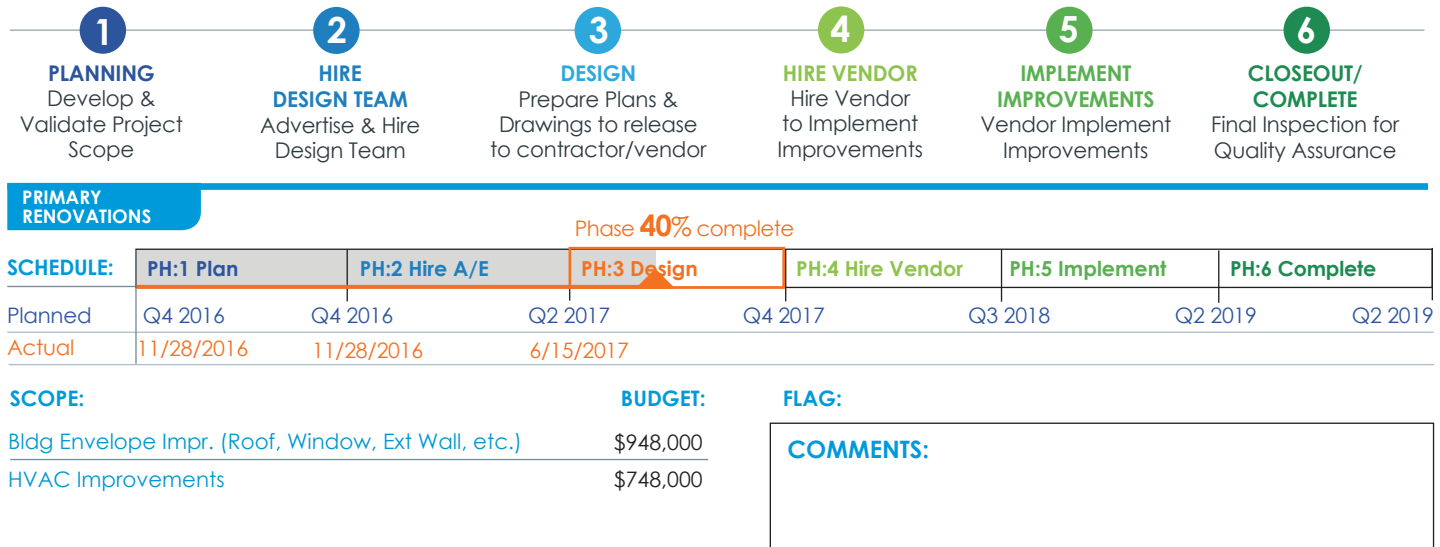 1 2 3 4 5 6
PLANNING
Develop &
Validate Project
Scope
HIRE
DESIGN TEAM
Advertise & Hire
Design Team
DESIGN
Prepare Plans &
Drawings to release
to contractor/vendor
HIRE VENDOR
Hire Vendor
to Implement
Improvements
IMPLEMENT
IMPROVEMENTS
Vendor Implement
Improvements
CLOSEOUT/
COMPLETE
Final Inspection for
Quality Assurance
PRIMARY
RENOVATIONS
Phase 40% complete
SCHEDULE: PH:1 Plan PH:2 Hire A/E PH:3 Design PH:4 Hire Vendor PH:5 Implement PH:6 Complete
Planned Q4 2016 Q4 2016 Q2 2017 Q4 2017 Q3 2018 Q2 2019 Q2 2019
Actual 11/28/2016 11/28/2016 6/15/2017
SCOPE: BUDGET:
Bldg Envelope Impr. (Roof, Window, Ext Wall, etc.) $948,000
HVAC Improvements $748,000
FLAG:
COMMENTS: